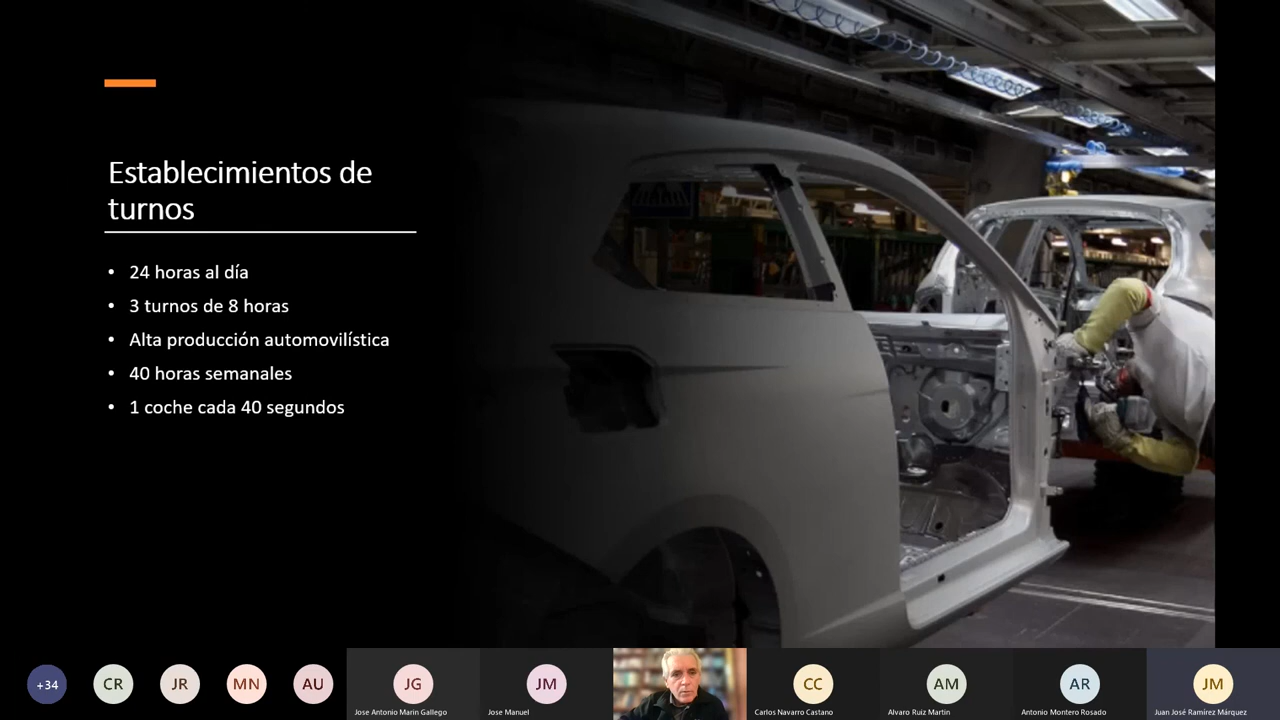 Establecimientos de
turnos
• 24 horas al día
• 3 turnos de 8 horas
• Alta producción automovilística
• 40 horas semanales
• 1 coche cada 40 segundos
+34
CR
JR
MN
AU
JG
JM
CC
AM
AR
JM
Jose Antonio Marin Gallego
Jose Manuel
Carlos Navarro Castano
Alvaro Ruiz Martin
Antonio Montero Rosado
Juan José Ramírez Márquez